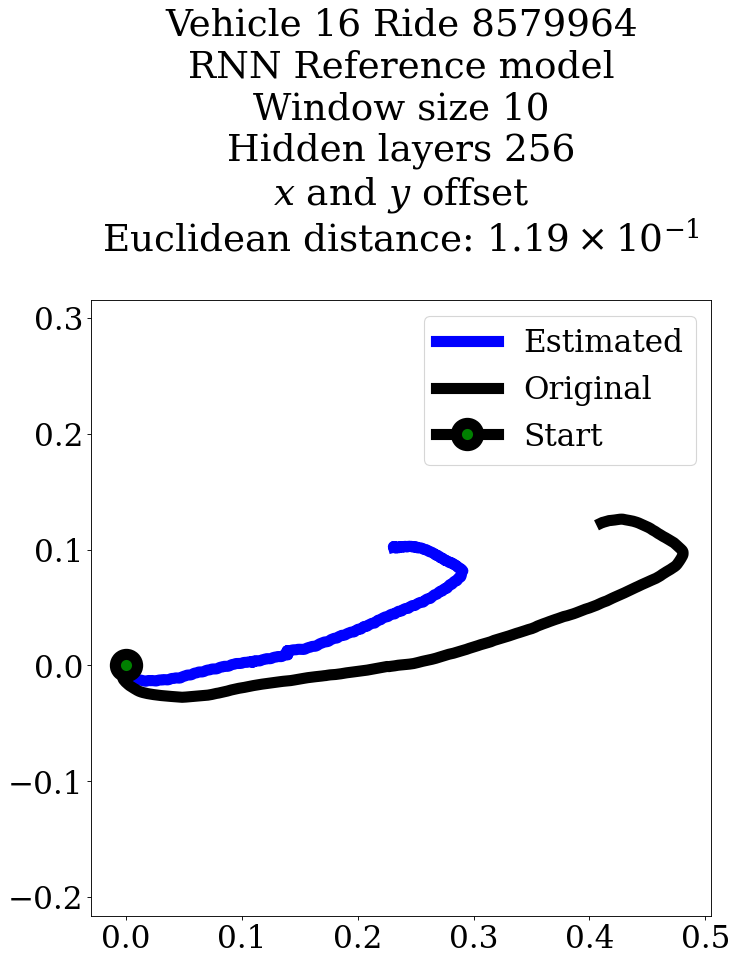 Vehicle 16 Ride 8579964
RNN Reference model
Window size 10
Hidden layers 256
x and y offset
Euclidean distance: 1.19 × 10⁻¹
Estimated
Original
Start
0.3
0.2
0.1
0.0
−0.1
−0.2
0.0 0.1 0.2 0.3 0.4 0.5